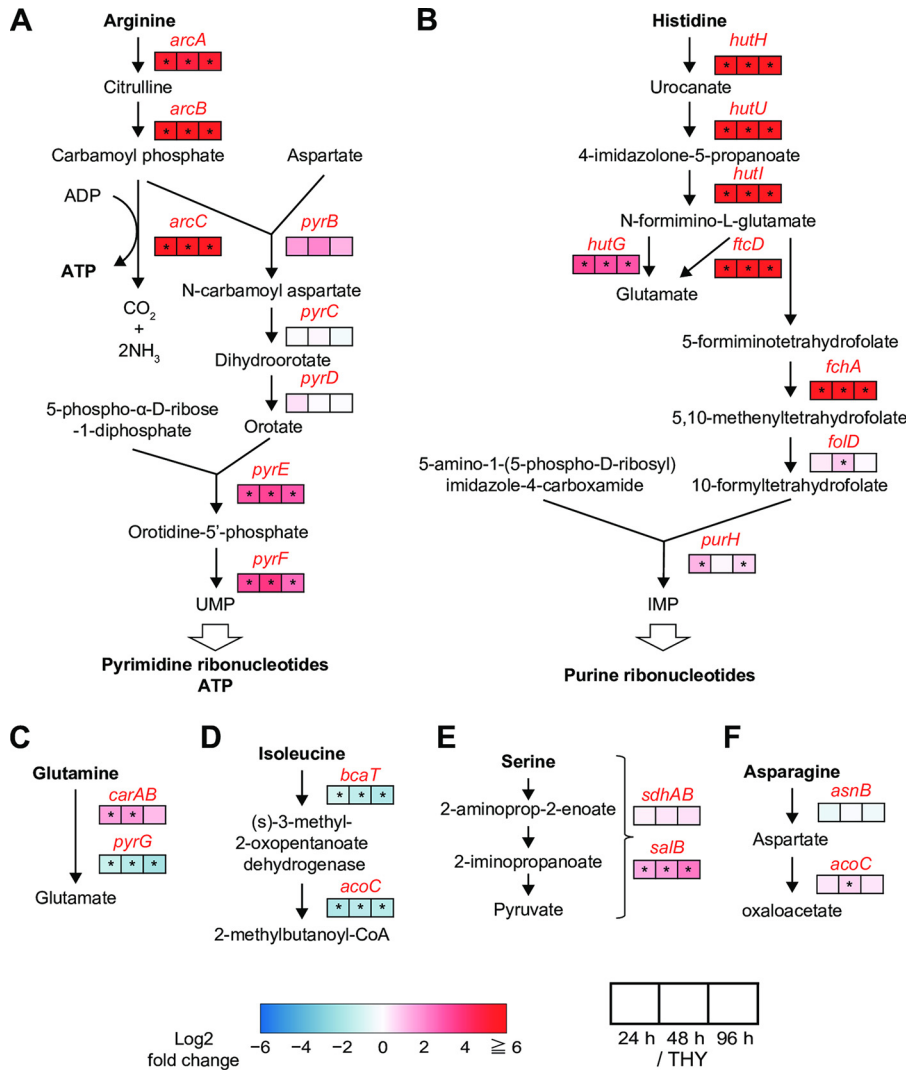 A
Arginine
arcA
* * *
Citrulline
arcB
* * *
Carbamoyl phosphate
Aspartate
ADP
arcC
* * *
pyrB
ATP
N-carbamoyl aspartate
CO2
+
2NH3
pyrC
Dihydroorotate
pyrD
5-phospho-α-D-ribose
-1-diphosphate
Orotate
pyrE
* * *
Orotidine-5'-phosphate
pyrF
* * *
UMP
Pyrimidine ribonucleotides
ATP
B
Histidine
hutH
* * *
Urocanate
hutU
* * *
4-imidazolone-5-propanoate
hutI
* * *
N-formimino-L-glutamate
hutG
* * *
ftcD
* * *
Glutamate
5-formiminotetrahydrofolate
fchA
* * *
5,10-methenyltetrahydrofolate
folD
*
5-amino-1-(5-phospho-D-ribosyl)
imidazole-4-carboxamide
10-formyltetrahydrofolate
purH
* *
IMP
Purine ribonucleotides
C
Glutamine
carAB
* *
pyrG
* * *
Glutamate
D
Isoleucine
bcaT
* * *
(s)-3-methyl-
2-oxopentanoate
dehydrogenase
acoC
* * *
2-methylbutanoyl-CoA
E
Serine
2-aminoprop-2-enoate
2-iminopropanoate
Pyruvate
sdhAB
salB
* * *
F
Asparagine
asnB
Aspartate
acoC
*
oxaloacetate
Log2
fold change
−6 −4 −2 0 2 4 ≧ 6
24 h 48 h 96 h
/ THY